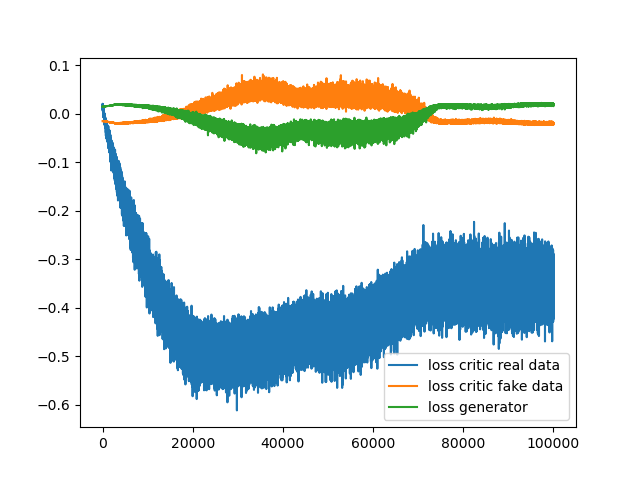 0.1
0.0
−0.1
−0.2
−0.3
−0.4
−0.5
−0.6
0 20000 40000 60000 80000 100000
loss critic real data
loss critic fake data
loss generator